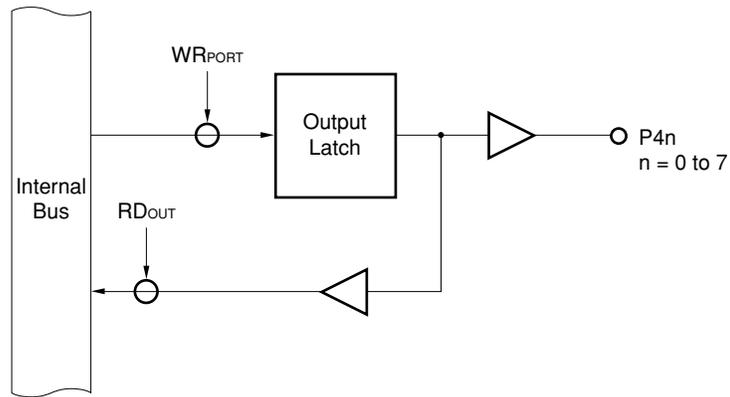 WRPORT
Output
Latch
P4n
n = 0 to 7
Internal
Bus
RDOUT